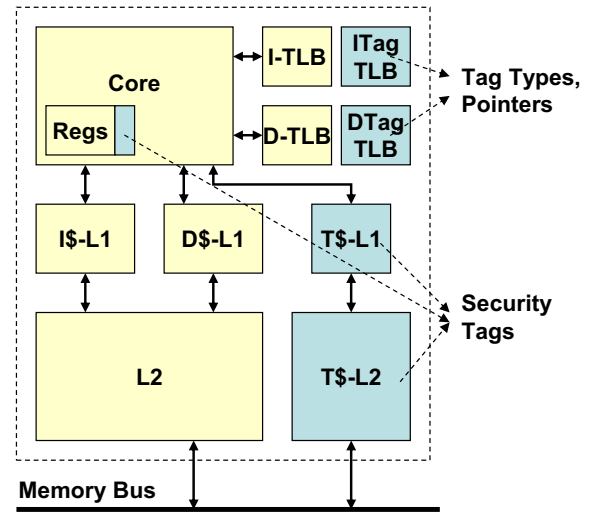 Core
Regs
I-TLB
ITag
TLB
D-TLB
DTag
TLB
Tag Types,
Pointers
I$-L1
D$-L1
T$-L1
L2
T$-L2
Security
Tags
Memory Bus